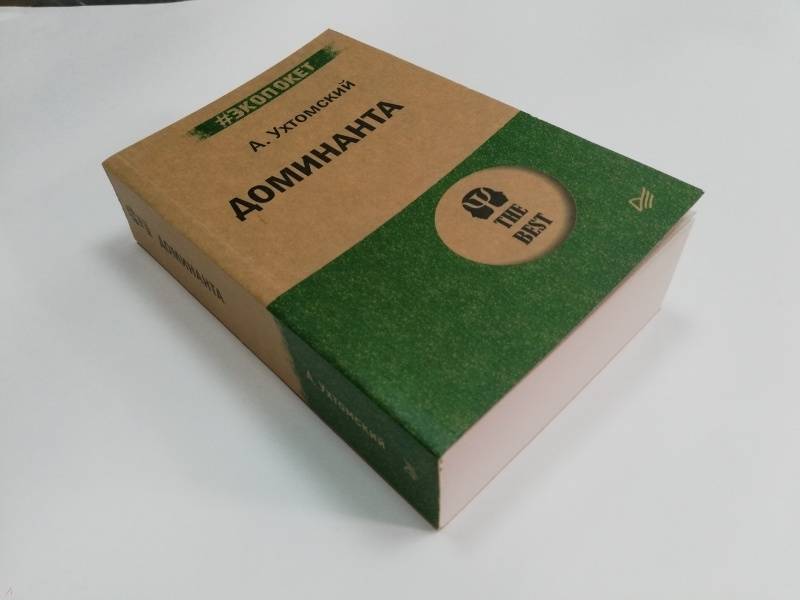 #ЭКОПОКЕТ
А. УХТОМСКИЙ
ДОМИНАНТА
THE
BEST
ДОМИНАНТА
А. УХТОМСКИЙ